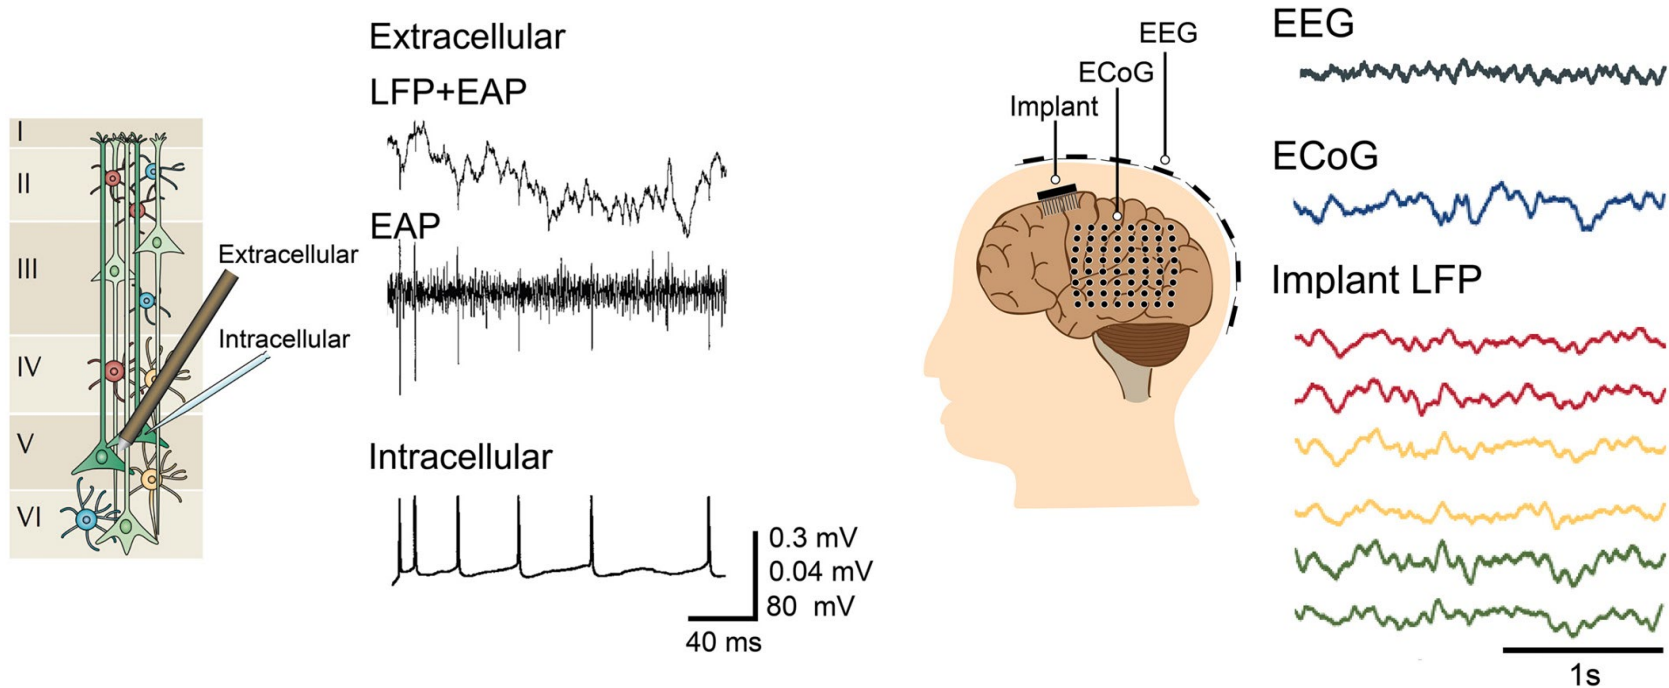 I
II
III
IV
V
VI
Extracellular
Intracellular
Extracellular
LFP+EAP
EAP
Intracellular
0.3 mV
0.04 mV
80 mV
40 ms
EEG
ECoG
Implant
EEG
ECoG
Implant LFP
1s